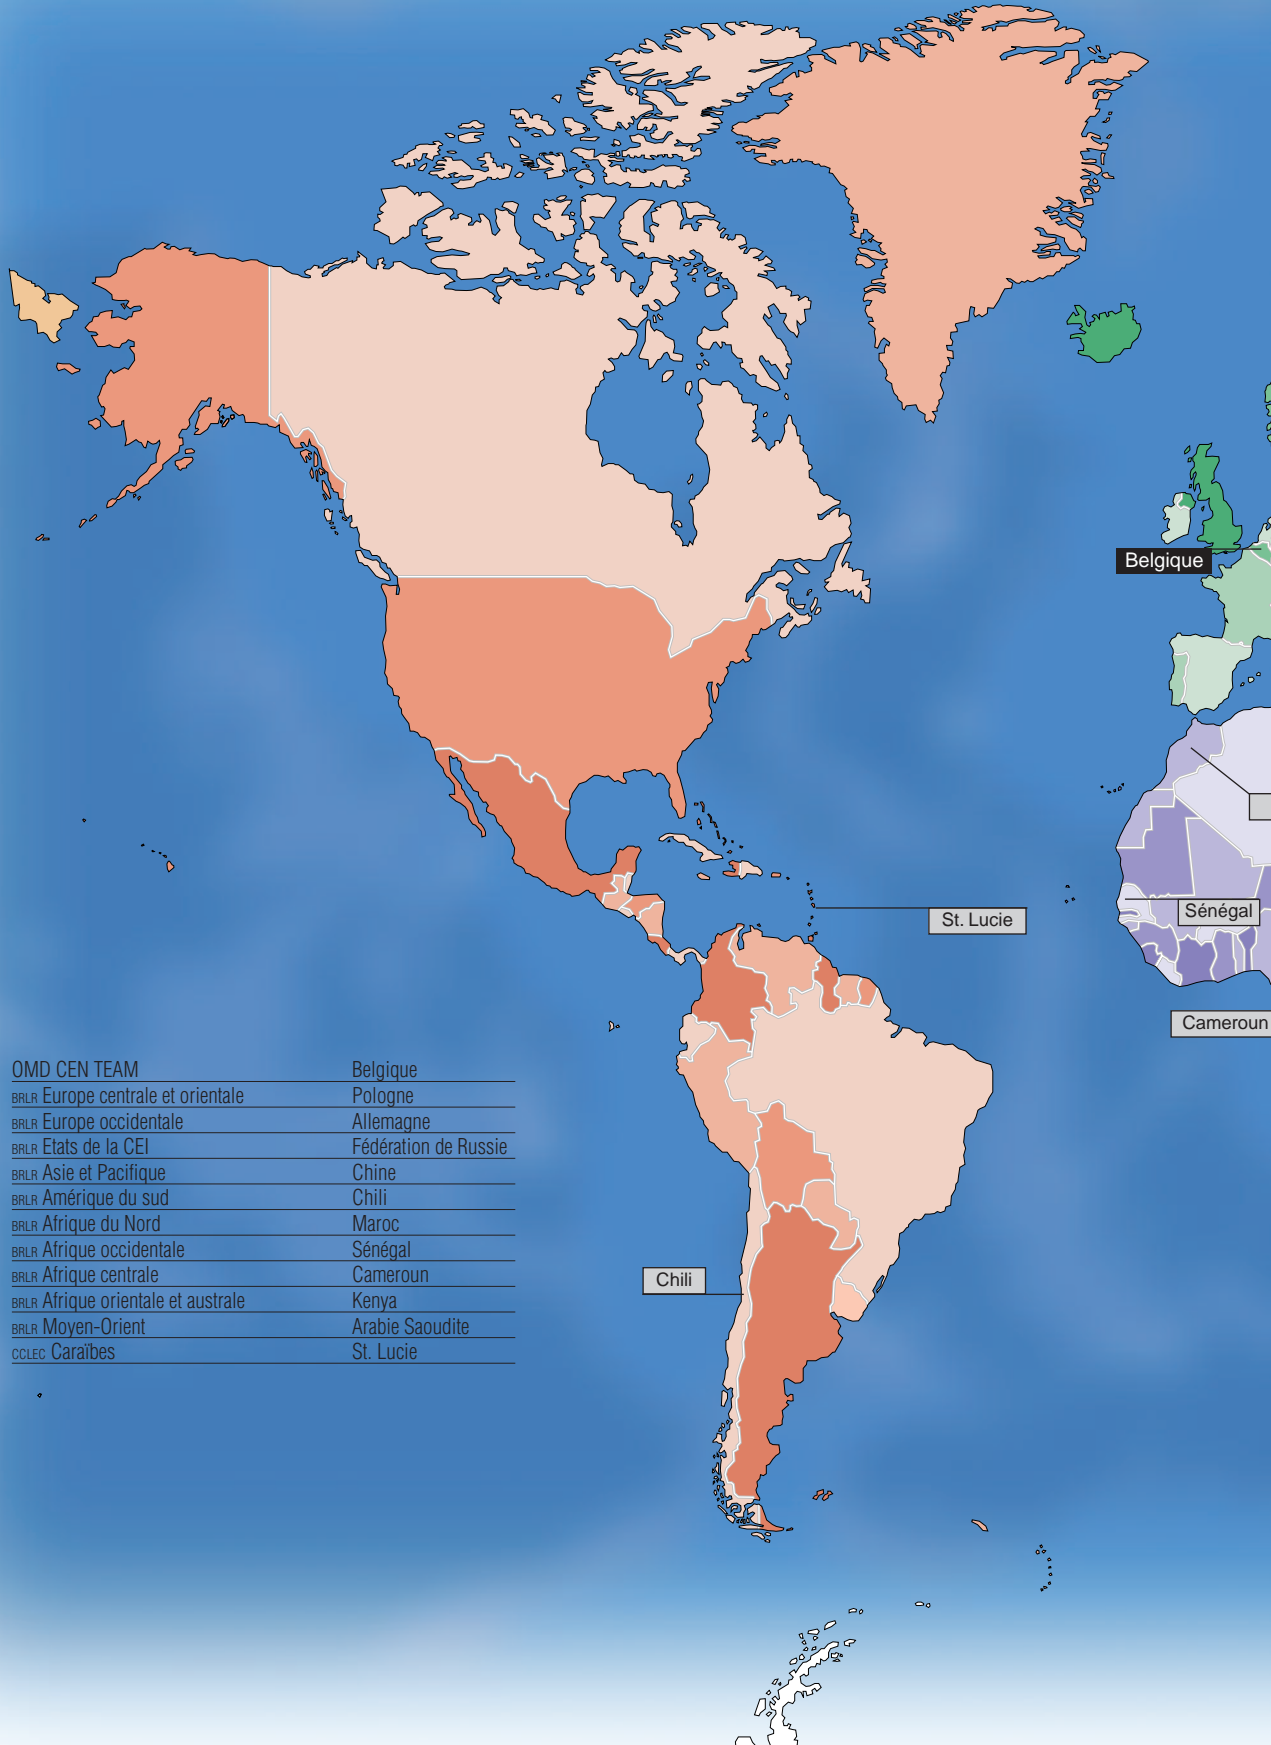 Belgique
St. Lucie
Sénégal
Cameroun
OMD CEN TEAM Belgique
BRLR Europe centrale et orientale Pologne
BRLR Europe occidentale Allemagne
BRLR Etats de la CEI Fédération de Russie
BRLR Asie et Pacifique Chine
BRLR Amérique du sud Chili
BRLR Afrique du Nord Maroc
BRLR Afrique occidentale Sénégal
BRLR Afrique centrale Cameroun
BRLR Afrique orientale et australe Kenya
BRLR Moyen-Orient Arabie Saoudite
CCLEC Caraïbes St. Lucie
Chili